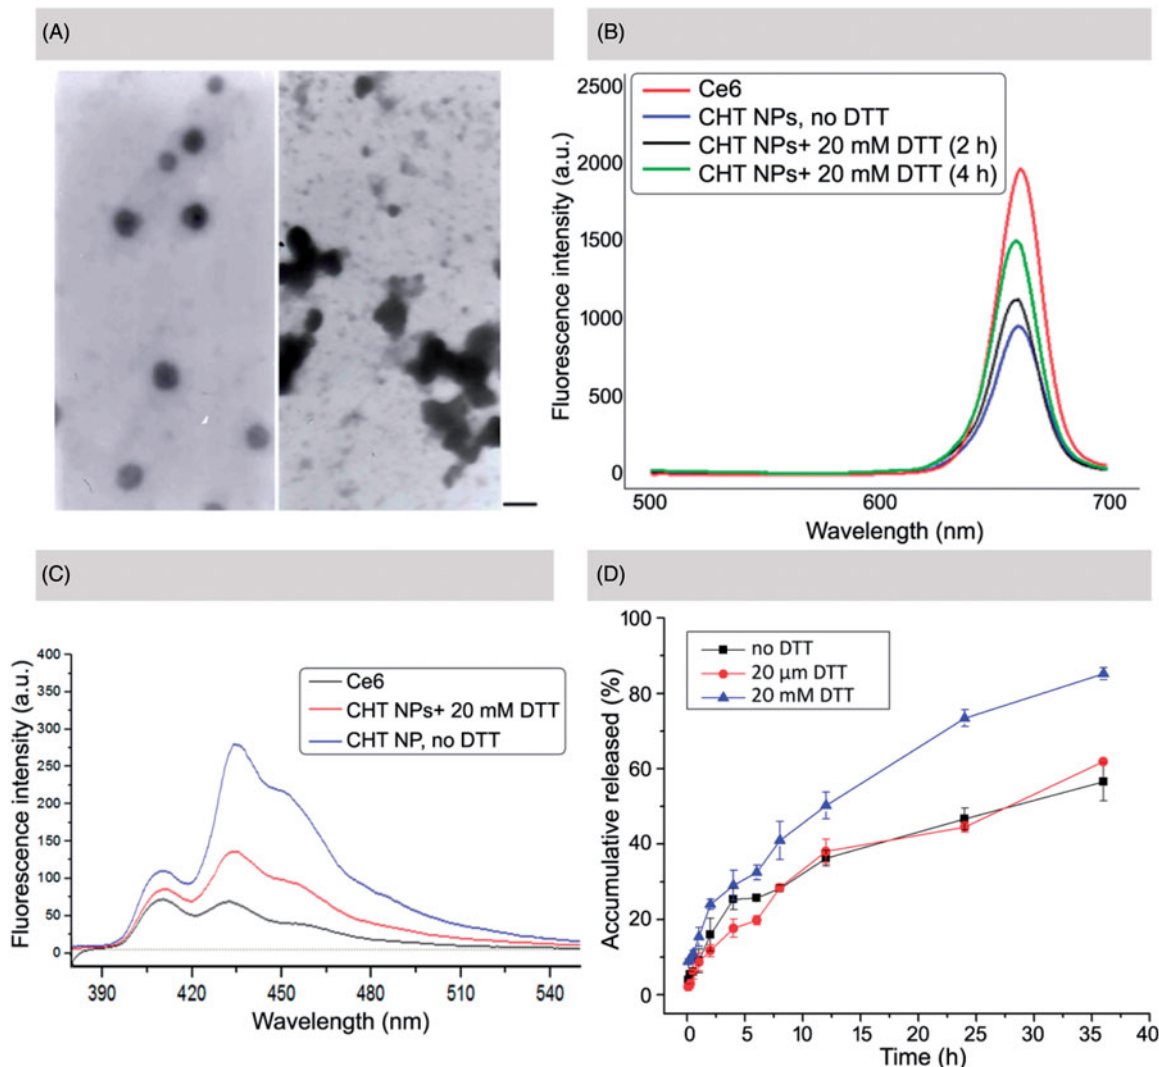 (A)
(B)
2500
2000
1500
1000
500
0
Fluorescence intensity (a.u.)
Ce6
CHT NPs, no DTT
CHT NPs+ 20 mM DTT (2 h)
CHT NPs+ 20 mM DTT (4 h)
500
600
700
Wavelength (nm)
(C)
400
350
300
250
200
150
100
50
0
Fluorescence intensity (a.u.)
Ce6
CHT NPs+ 20 mM DTT
CHT NP, no DTT
390
420
450
480
510
540
Wavelength (nm)
(D)
100
80
60
40
20
0
Accumulative released (%)
no DTT
20 μm DTT
20 mM DTT
0
5
10
15
20
25
30
35
40
Time (h)